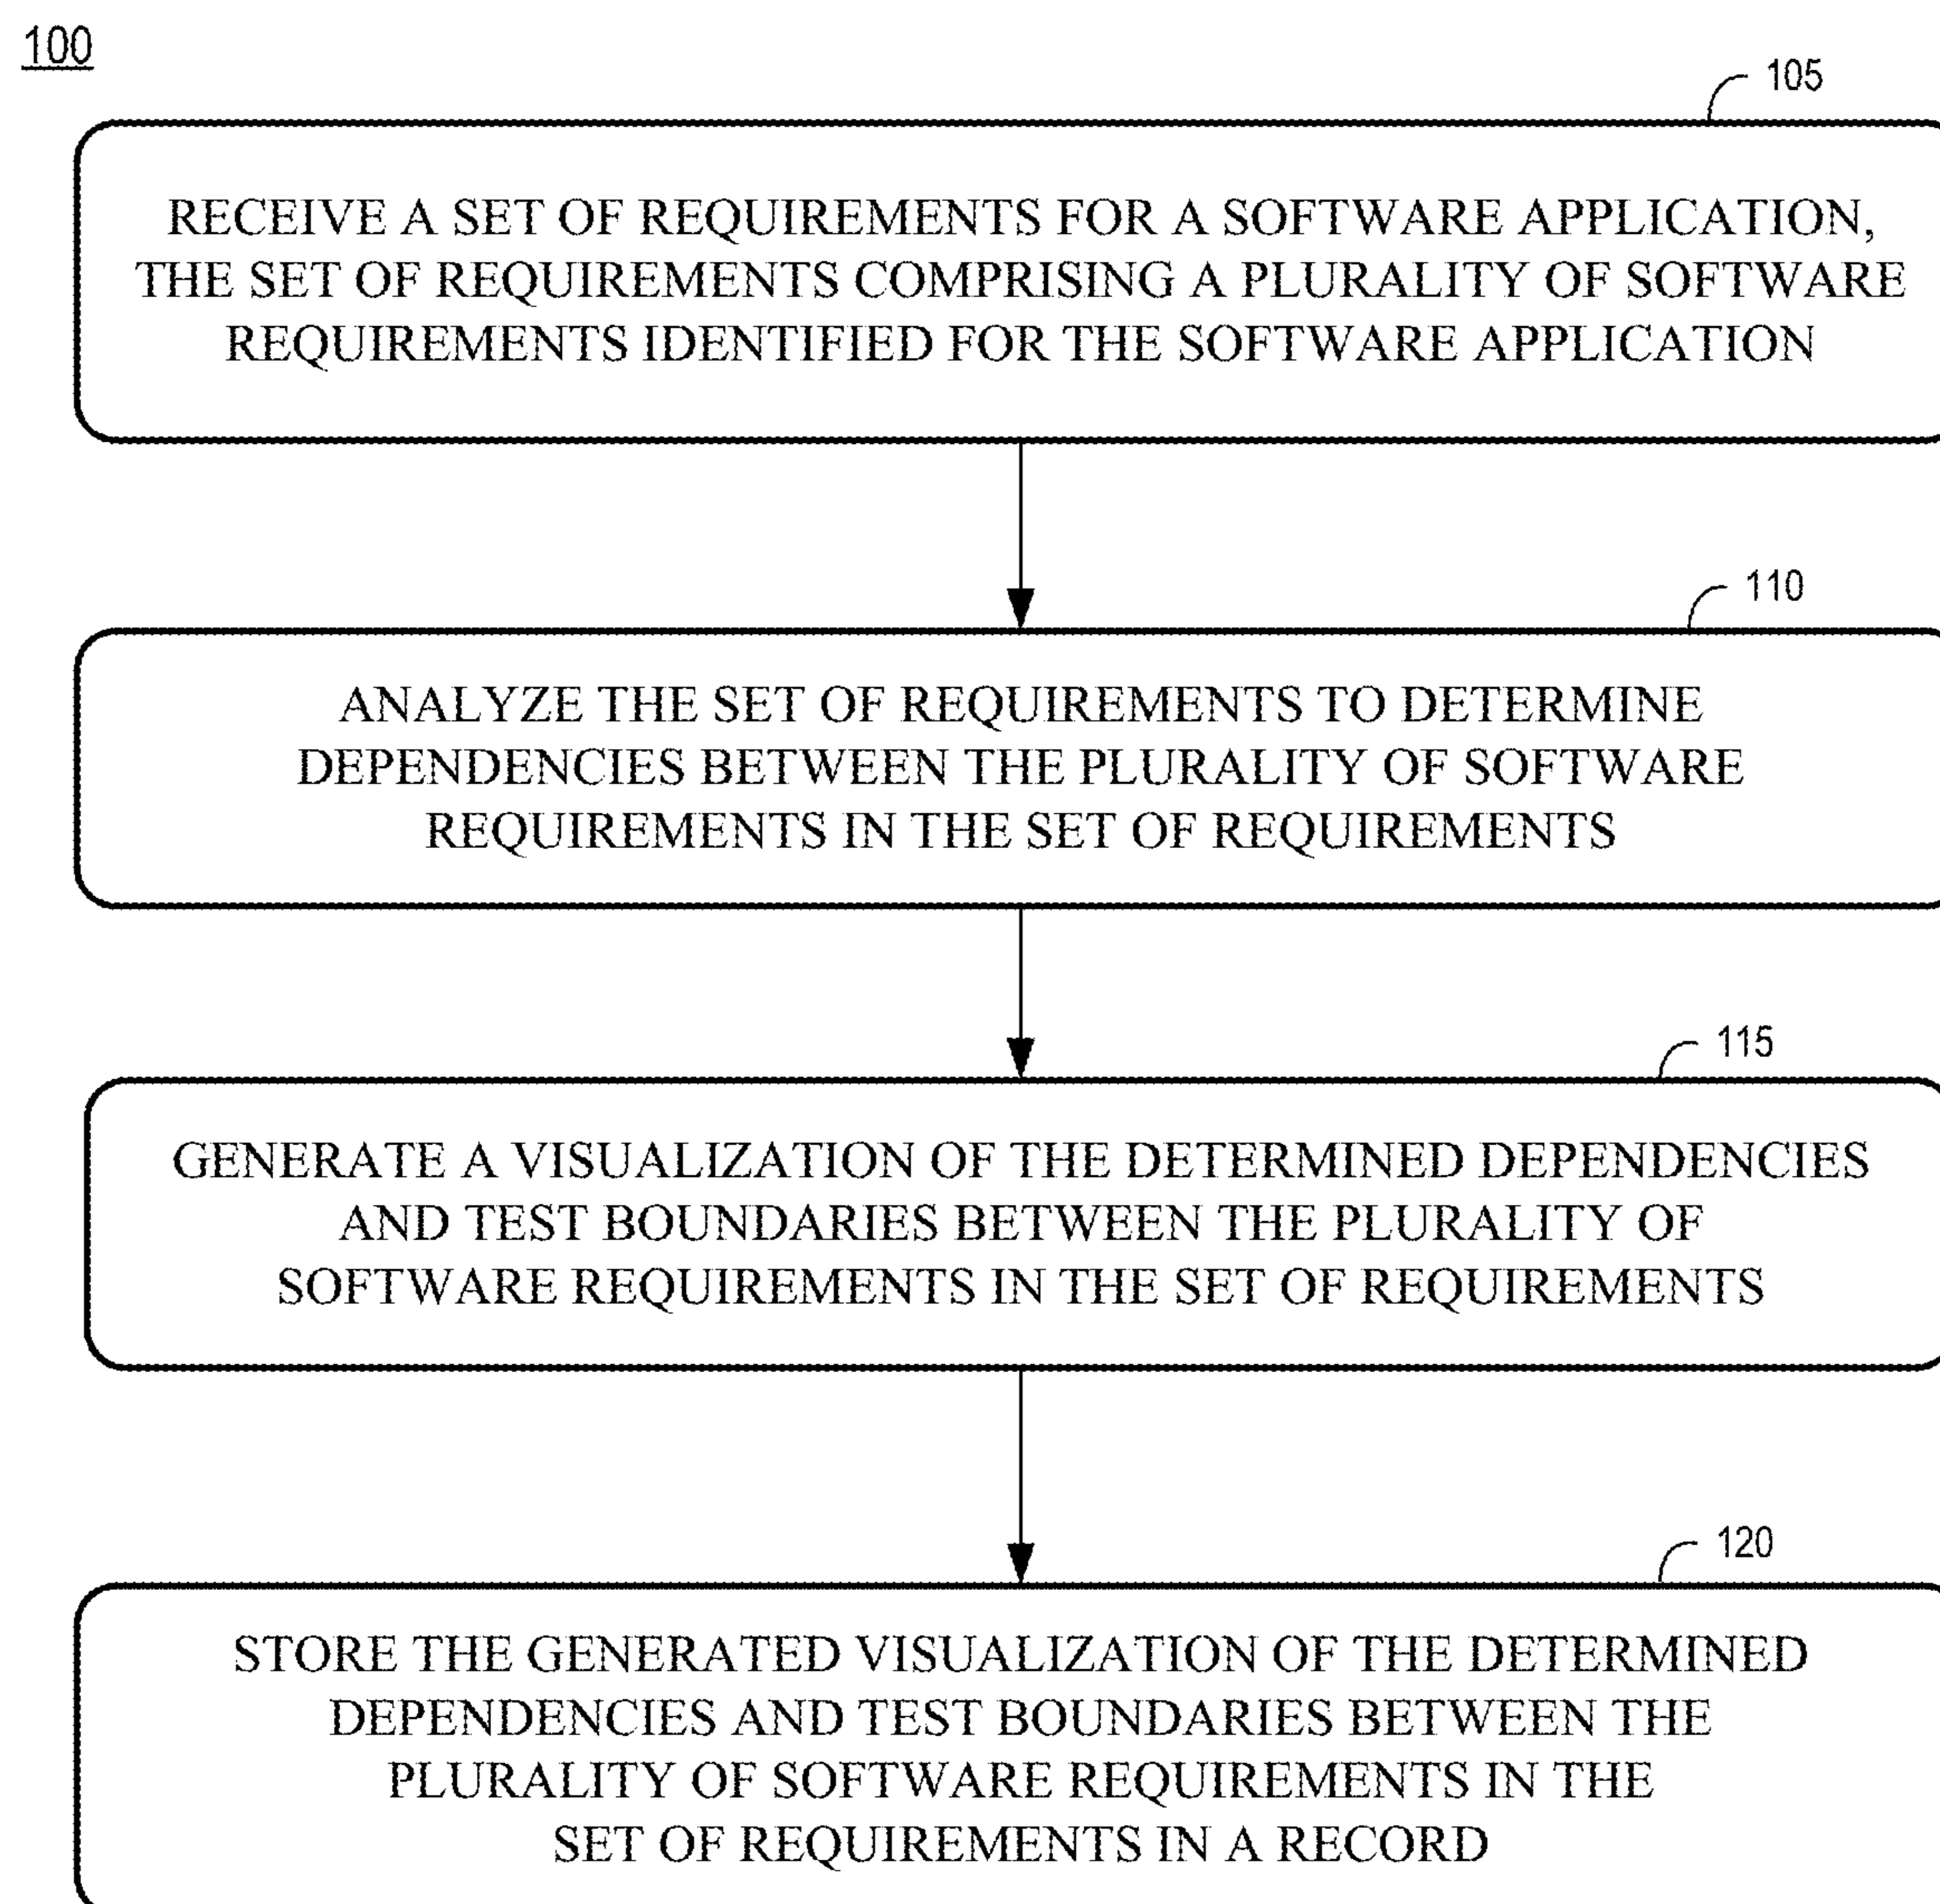 100
105
RECEIVE A SET OF REQUIREMENTS FOR A SOFTWARE APPLICATION,
THE SET OF REQUIREMENTS COMPRISING A PLURALITY OF SOFTWARE
REQUIREMENTS IDENTIFIED FOR THE SOFTWARE APPLICATION
110
ANALYZE THE SET OF REQUIREMENTS TO DETERMINE
DEPENDENCIES BETWEEN THE PLURALITY OF SOFTWARE
REQUIREMENTS IN THE SET OF REQUIREMENTS
115
GENERATE A VISUALIZATION OF THE DETERMINED DEPENDENCIES
AND TEST BOUNDARIES BETWEEN THE PLURALITY OF
SOFTWARE REQUIREMENTS IN THE SET OF REQUIREMENTS
120
STORE THE GENERATED VISUALIZATION OF THE DETERMINED
DEPENDENCIES AND TEST BOUNDARIES BETWEEN THE
PLURALITY OF SOFTWARE REQUIREMENTS IN THE
SET OF REQUIREMENTS IN A RECORD